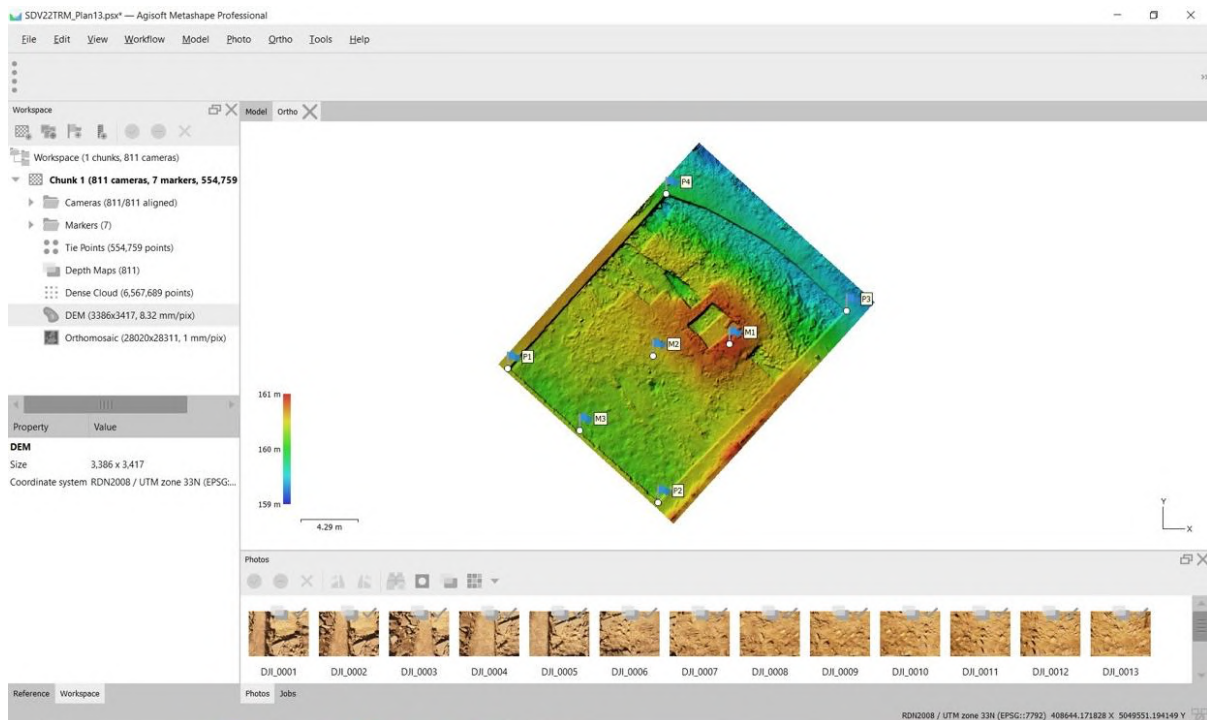 SDV22TRM_Plan13.psx* — Agisoft Metashape Professional
File Edit View Workflow Model Photo Ortho Tools Help
Workspace
Model Ortho
Workspace (1 chunks, 811 cameras)
Chunk 1 (811 cameras, 7 markers, 554,759
Cameras (811/811 aligned)
Markers (7)
Tie Points (554,759 points)
Depth Maps (811)
Dense Cloud (6,567,689 points)
DEM (3386x3417, 8.32 mm/pix)
Orthomosaic (28020x28311, 1 mm/pix)
Property Value
DEM
Size 3,386 x 3,417
Coordinate system RDN2008 / UTM zone 33N (EPSG:...
P4
P3
M1
M2
P1
M3
P2
161 m
160 m
159 m
4.29 m
Y
X
Photos
DJI_0001 DJI_0002 DJI_0003 DJI_0004 DJI_0005 DJI_0006 DJI_0007 DJI_0008 DJI_0009 DJI_0010 DJI_0011 DJI_0012 DJI_0013
Reference Workspace
Photos Jobs
RDN2008 / UTM zone 33N (EPSG::7792) 408644.171828 X 5049551.194149 Y